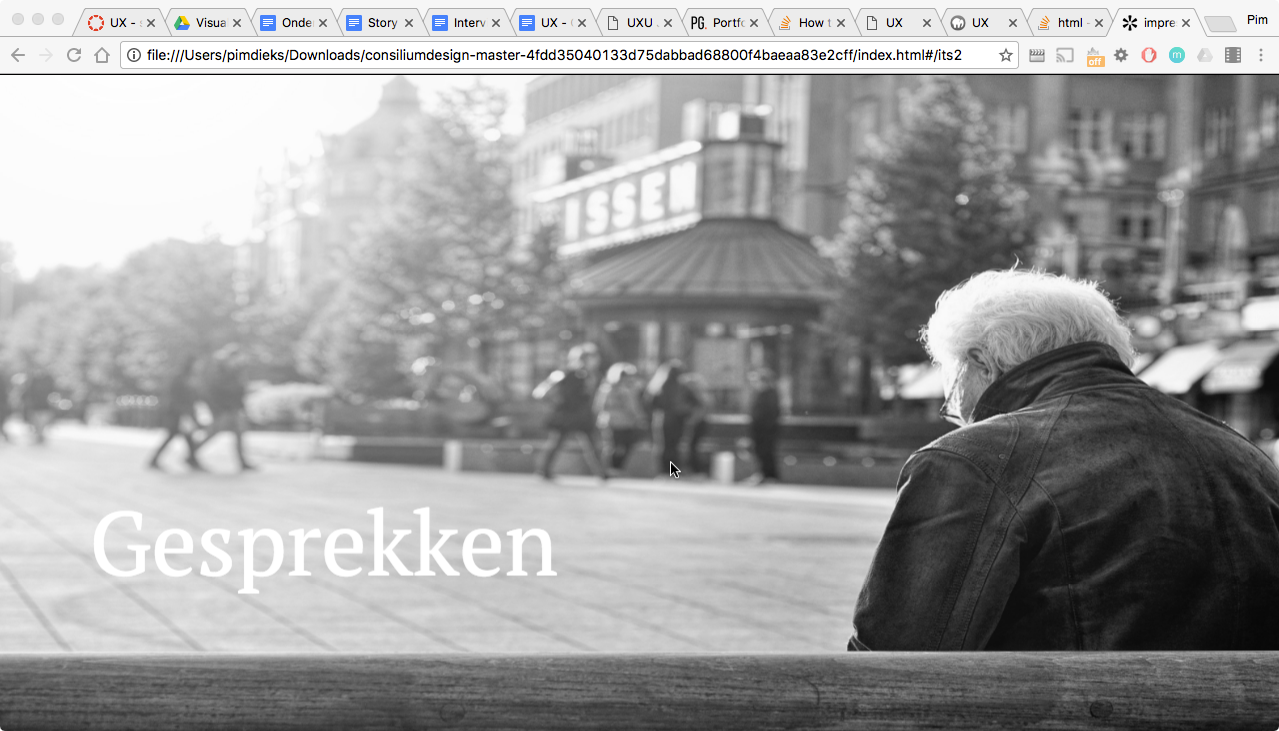 UX -
Visua
Onde
Story
Interv
UX -
UXU
PG. Portfo
How t
UX
UX
html -
impre
Pim
file:///Users/pimdieks/Downloads/consiliumdesign-master-4fdd35040133d75dabbad68800f4baeaa83e2cff/index.html#/its2
off
m
ISSEN
Gesprekken